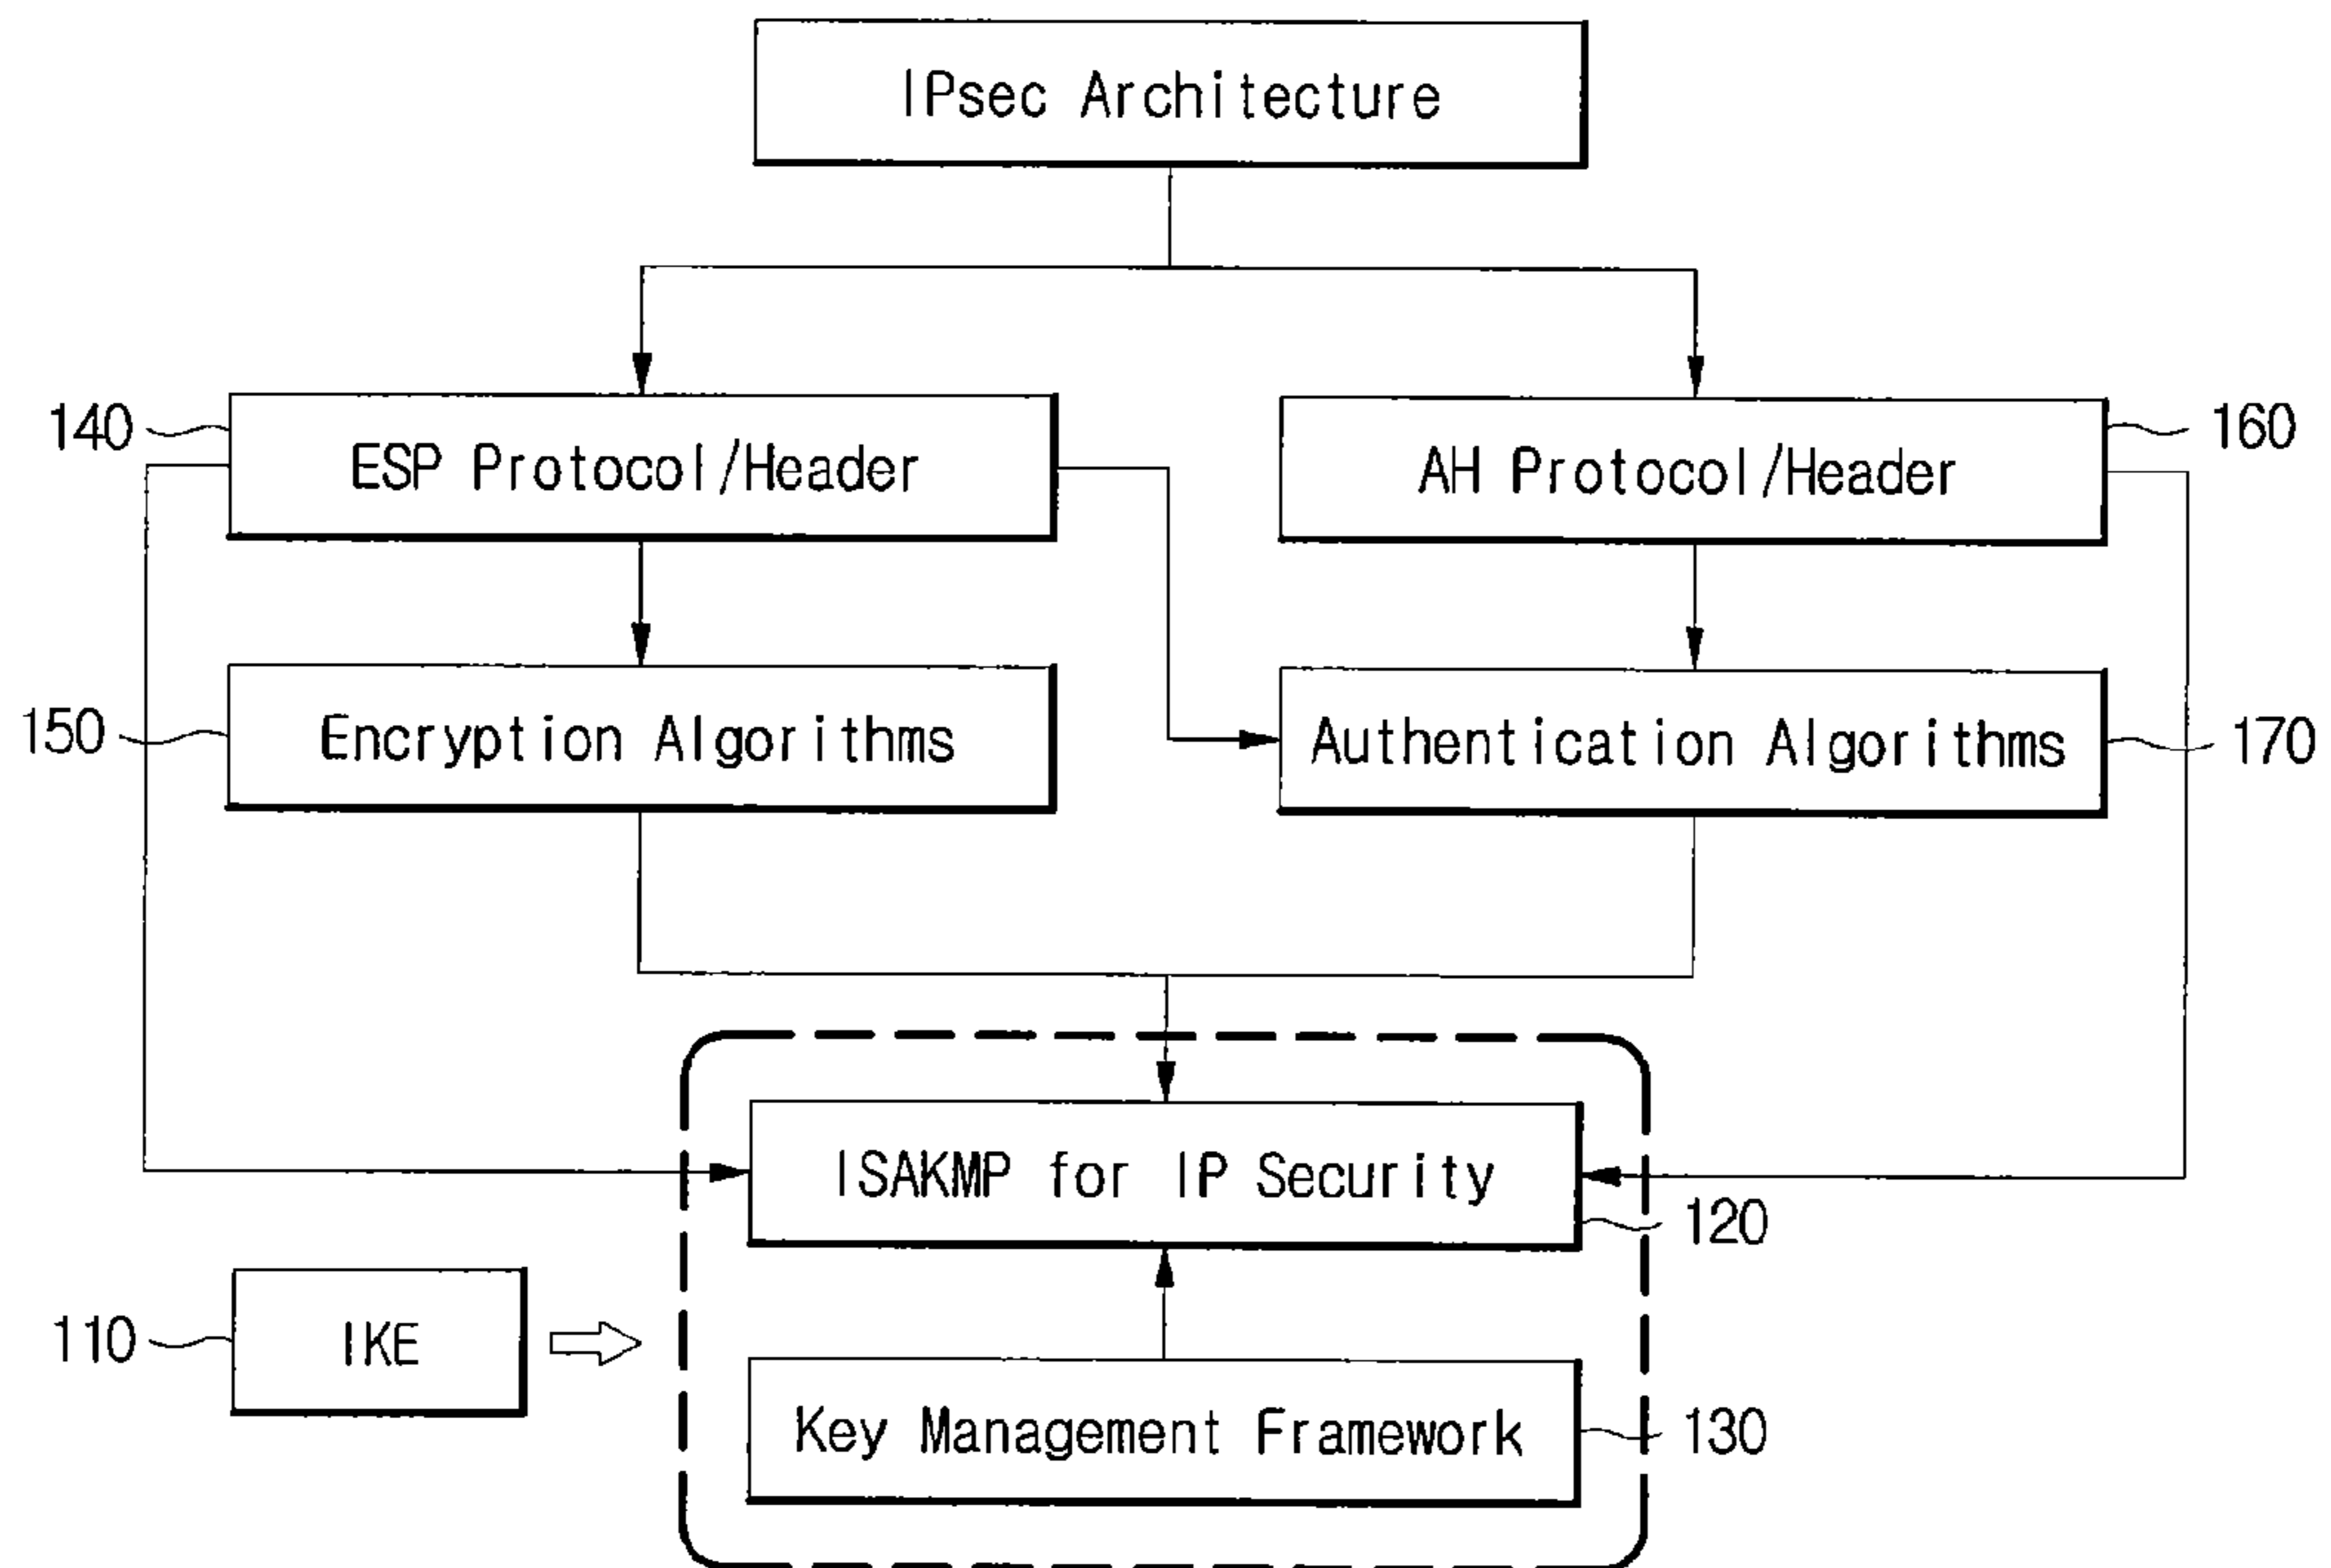 IPsec Architecture
140
ESP Protocol/Header
AH Protocol/Header
160
150
Encryption Algorithms
Authentication Algorithms
170
ISAKMP for IP Security
120
110
IKE
Key Management Framework
130